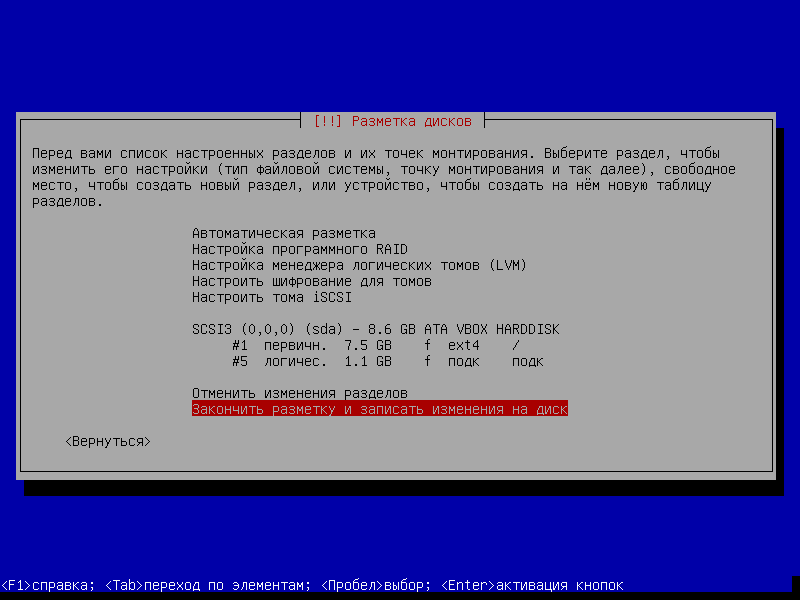 [!!] Разметка дисков
Перед вами список настроенных разделов и их точек монтирования. Выберите раздел, чтобы
изменить его настройки (тип файловой системы, точку монтирования и так далее), свободное
место, чтобы создать новый раздел, или устройство, чтобы создать на нём новую таблицу
разделов.
Автоматическая разметка
Настройка программного RAID
Настройка менеджера логических томов (LVM)
Настроить шифрование для томов
Настроить тома iSCSI
SCSI3 (0,0,0) (sda) - 8.6 GB ATA VBOX HARDDISK
#1 первичн. 7.5 GB f ext4 /
#5 логичес. 1.1 GB f подк подк
Отменить изменения разделов
Закончить разметку и записать изменения на диск
<Вернуться>
<F1>справка; <Tab>переход по элементам; <Пробел>выбор; <Enter>активация кнопок